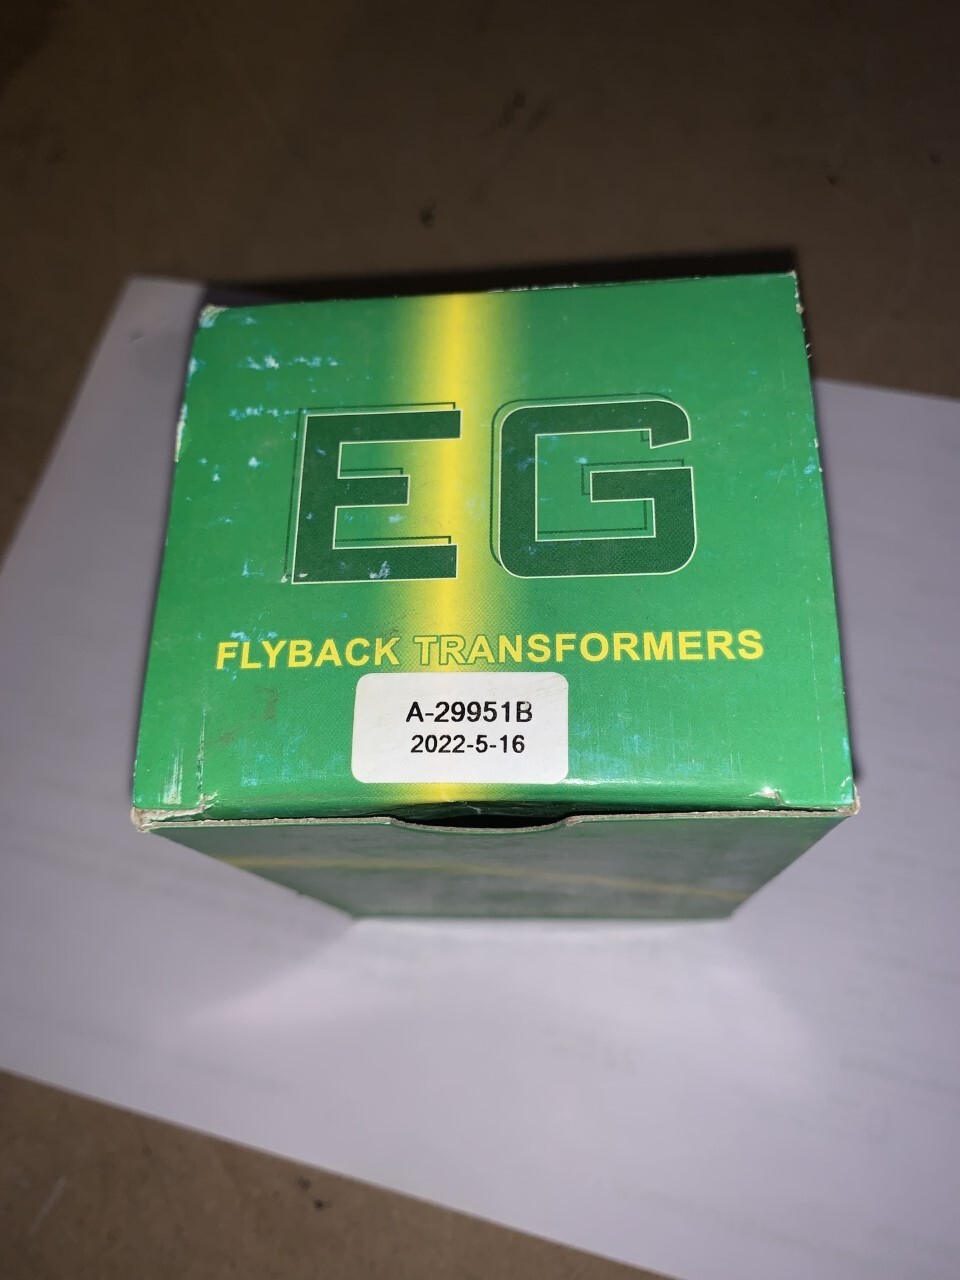 EG
FLYBACK TRANSFORMERS
A-29951B
2022-5-16